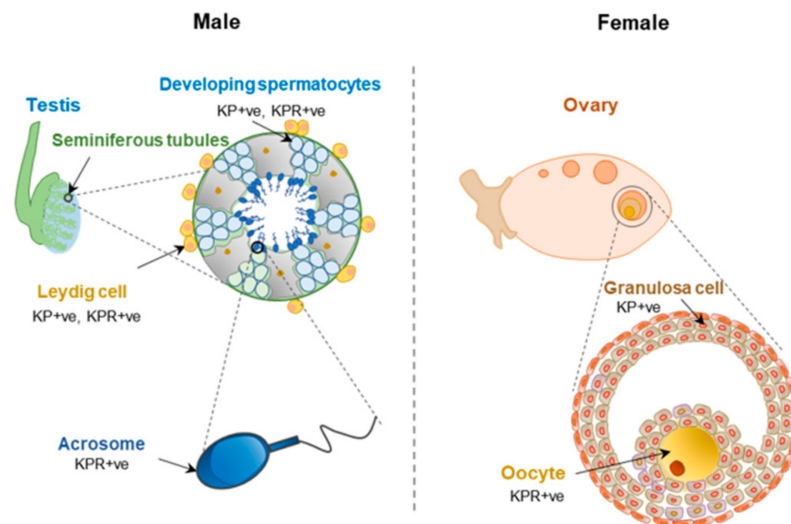 Male
Developing spermatocytes
KP+ve, KPR+ve
Testis
Seminiferous tubules
Leydig cell
KP+ve, KPR+ve
Acrosome
KPR+ve
Female
Ovary
Granulosa cell
KP+ve
Oocyte
KPR+ve